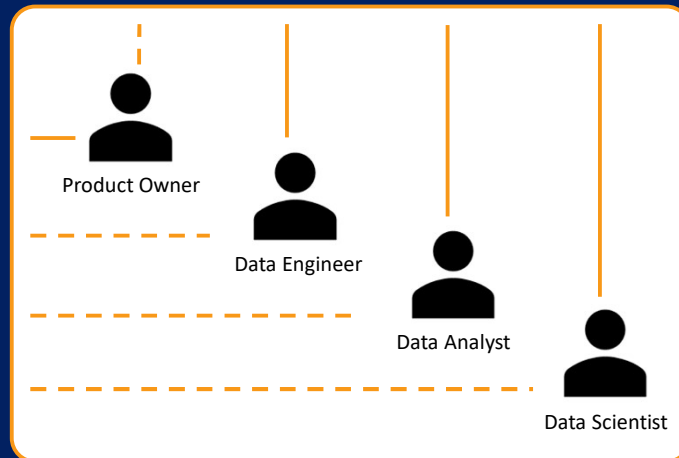 Product Owner
Data Engineer
Data Analyst
Data Scientist